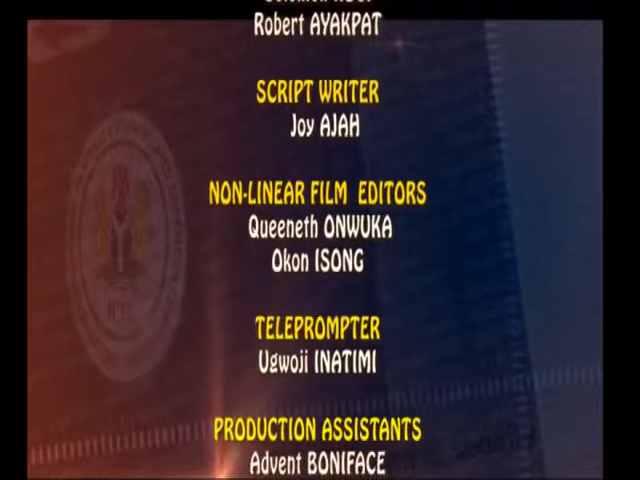 Robert AYAKPAT
SCRIPT WRITER
Joy AJAH
NON-LINEAR FILM EDITORS
Queeneth ONWUKA
Okon ISONG
TELEPROMPTER
Ugwoji INATIMI
PRODUCTION ASSISTANTS
Advent BONIFACE